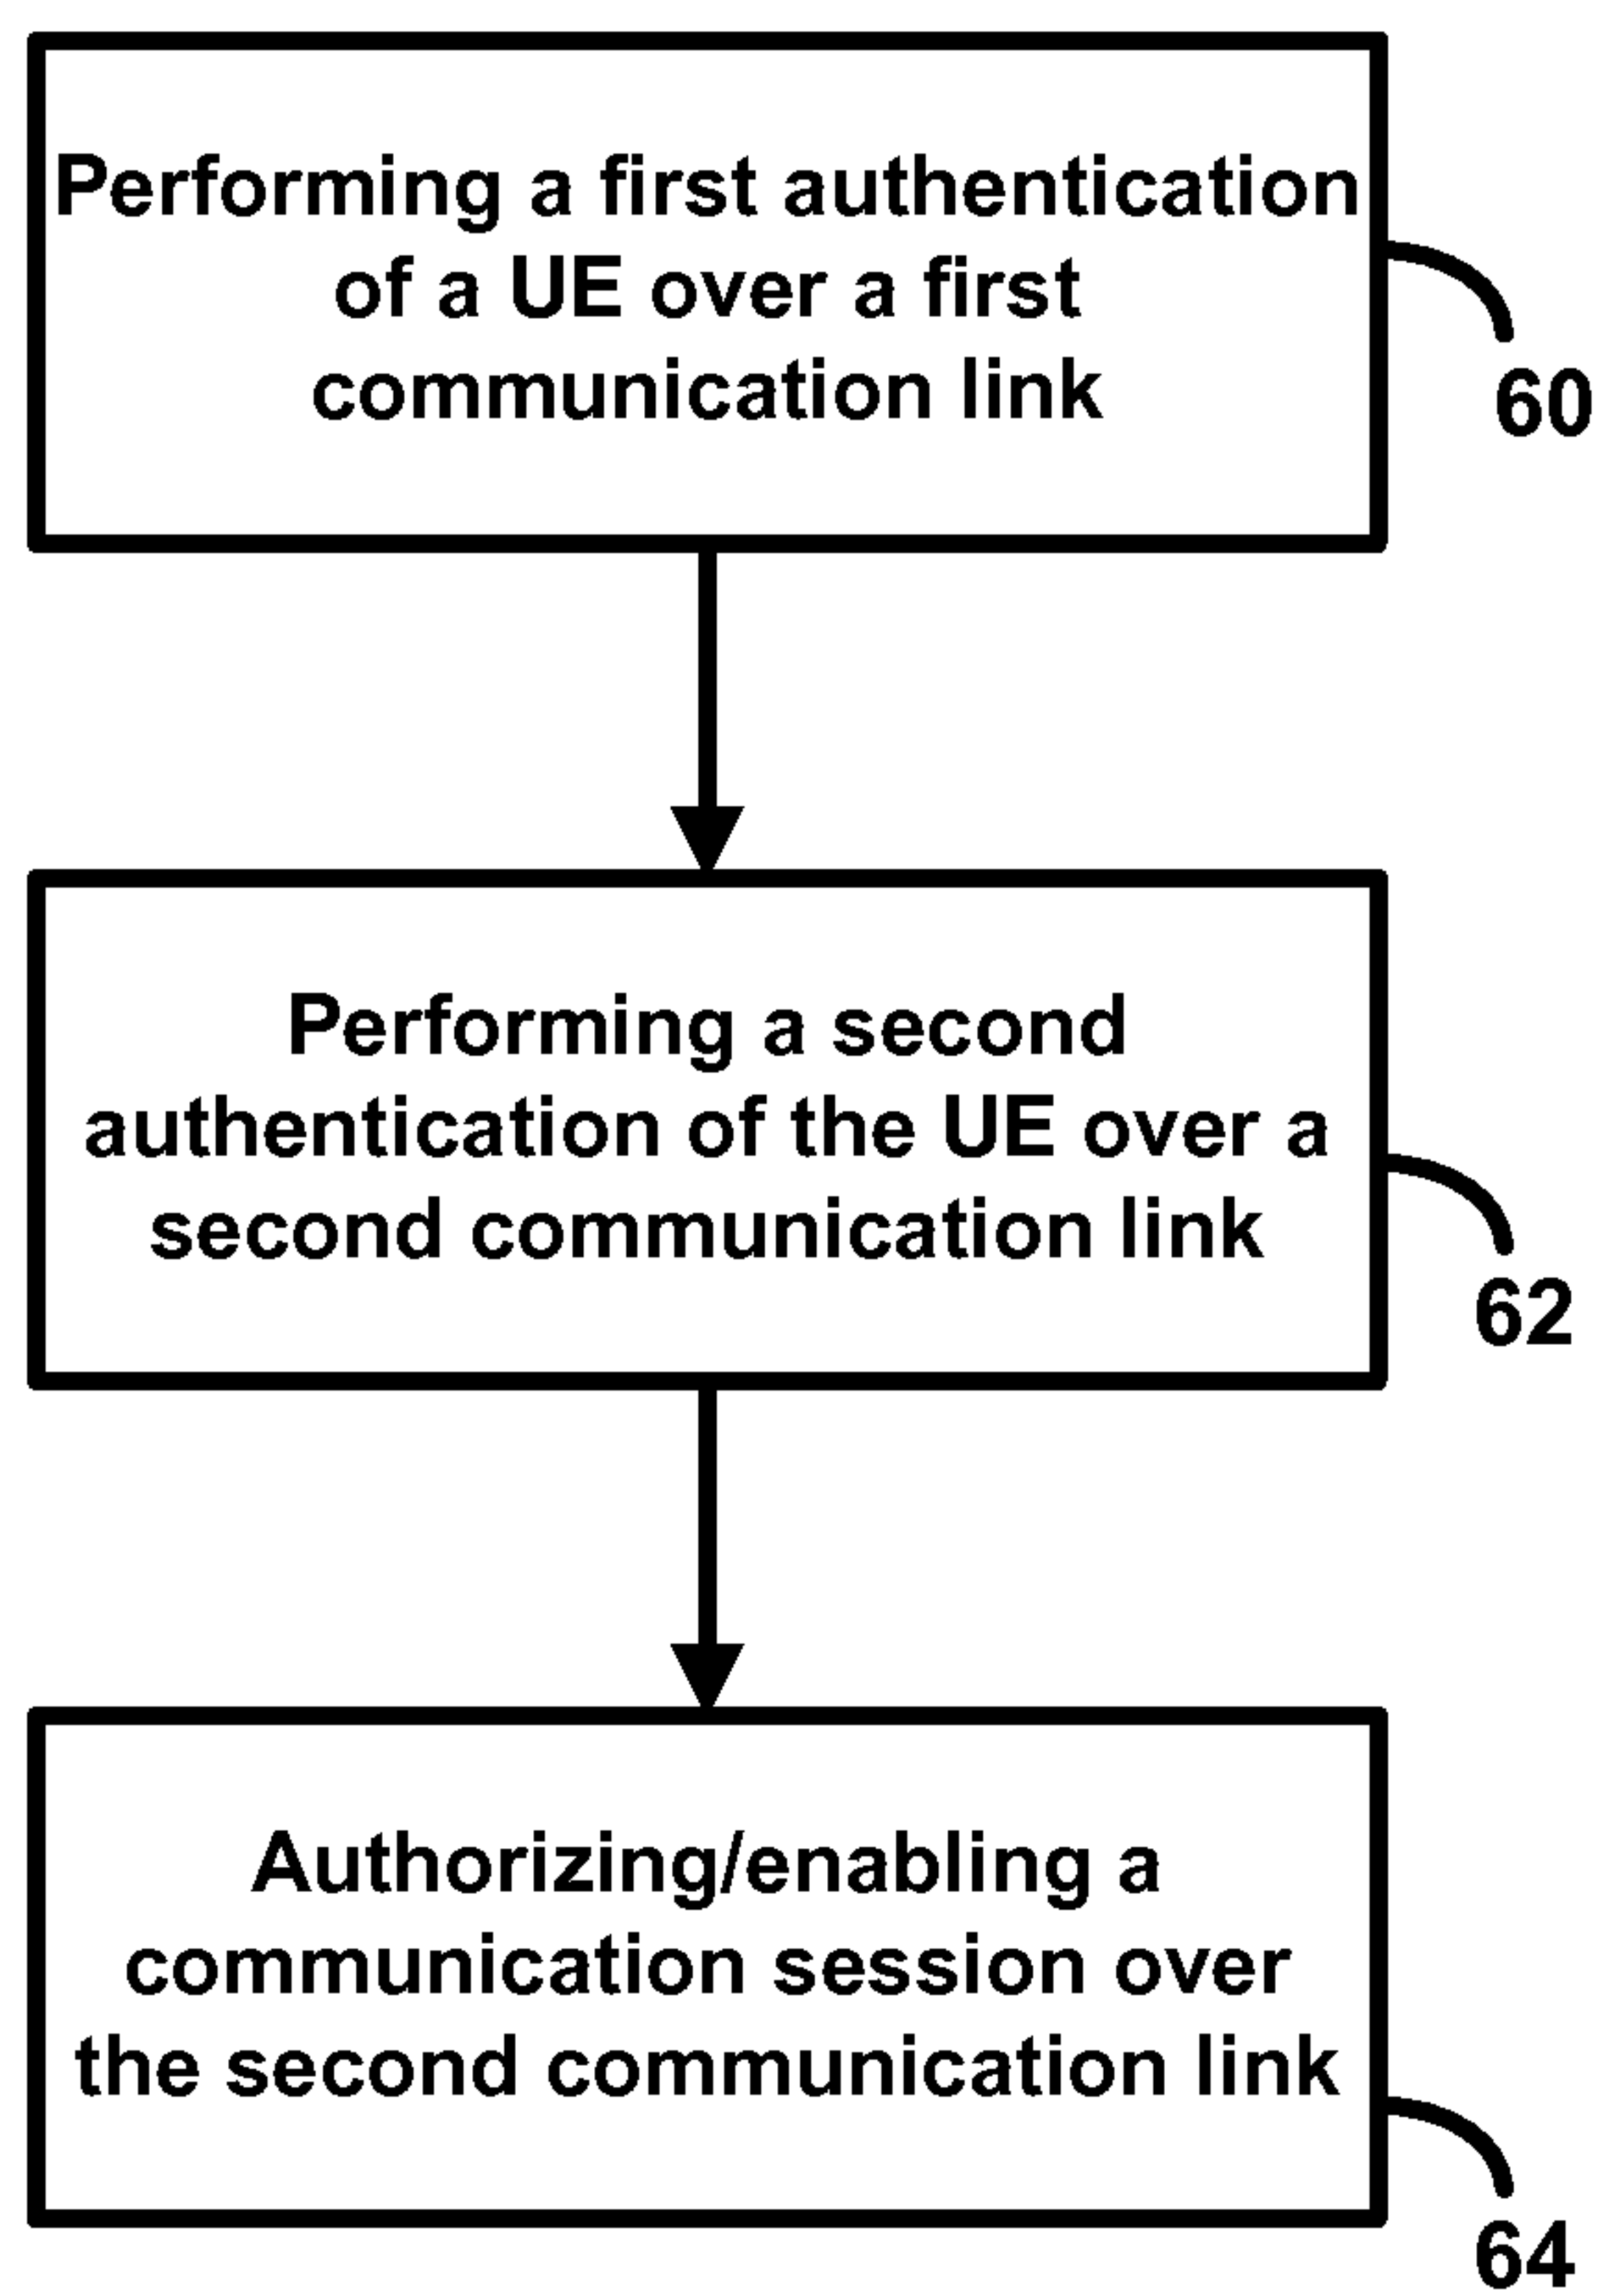 Performing a first authentication
of a UE over a first
communication link
60
Performing a second
authentication of the UE over a
second communication link
62
Authorizing/enabling a
communication session over
the second communication link
64